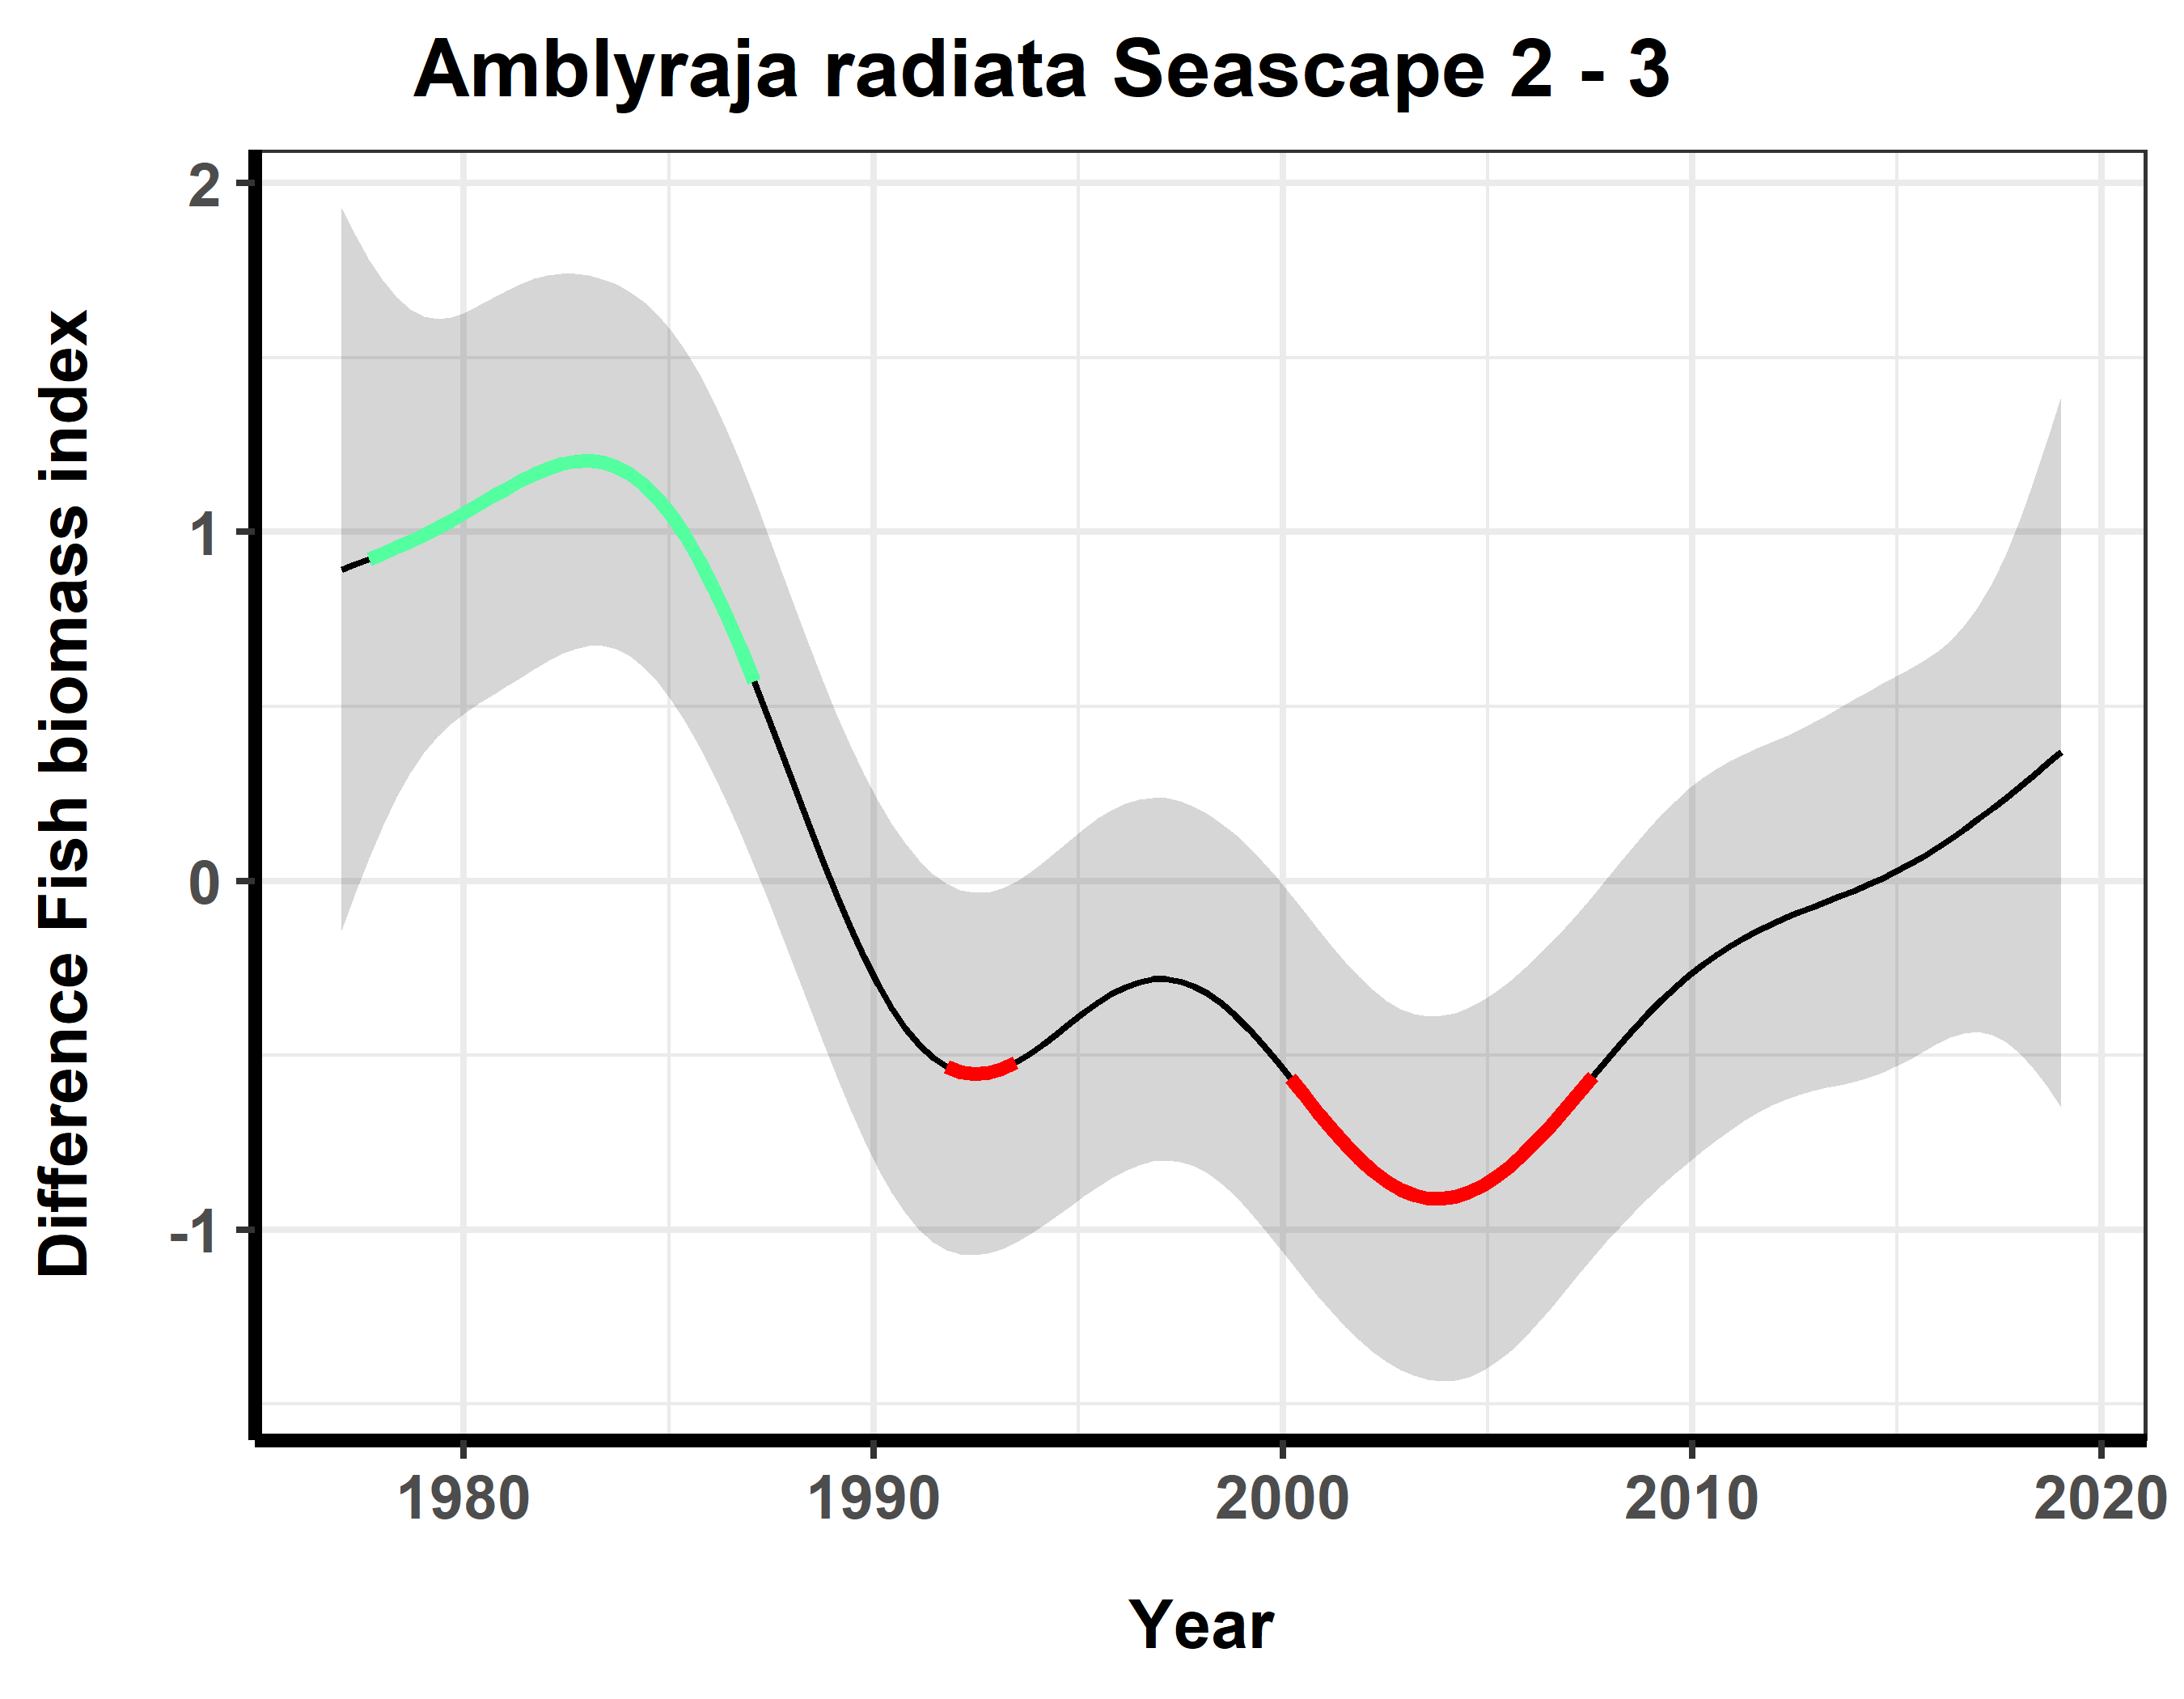 Amblyraja radiata Seascape 2 - 3
Difference Fish biomass index
2
1
0
-1
1980 1990 2000 2010 2020
Year